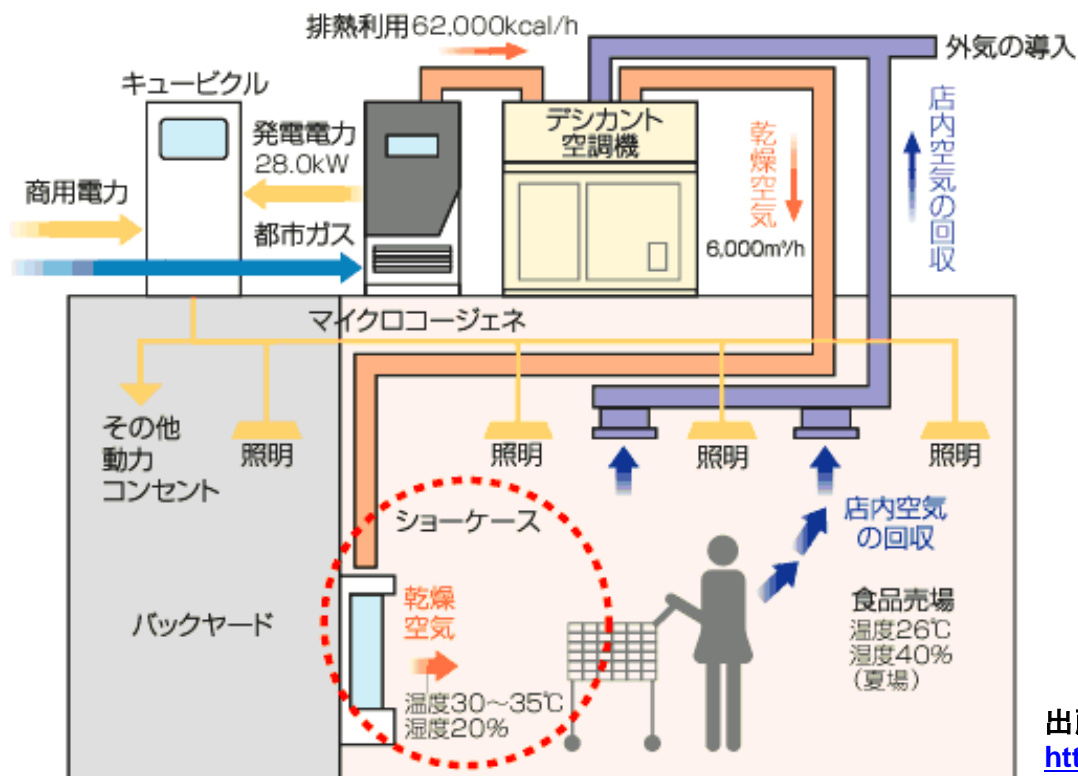 排熱利用62,000kcal/h
外気の導入
キュービクル
発電電力
28.0kW
デシカント
空調機
乾燥空気
6,000m³/h
店内空気の回収
商用電力
都市ガス
マイクロコージェネ
その他
動力
コンセント
照明
照明
照明
照明
ショーケース
店内空気
の回収
バックヤード
乾燥
空気
温度30～35℃
湿度20%
食品売場
温度26℃
湿度40%
（夏場）
htt